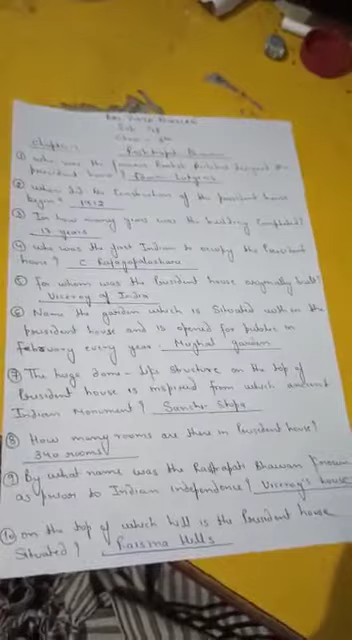 Chapter-1
Rashtrapati Bhawan
① Who was the famous British Architect designed the
President house? Edwin Lutyens
② When did the Construction of the president house
begin? 1912
③ In how many years was the building Completed?
17 years
④ Who was the first Indian to occupy the President
house? C Rajagopalachari
⑤ For whom was the President house originally built?
Viceroy of India
⑥ Name the garden which is Situated within the
president house and is opened for public in
February every year. Mughal garden
⑦ The huge dome-like structure on the top of
President house is inspired from which ancient
Indian Monument? Sanchi Stupa
⑧ How many rooms are there in President house?
340 rooms
⑨ By what name was the Rastrapati Bhawan known
as prior to Indian independence? Viceroy's house
⑩ on the top of which hill is the President house
Situated? Raisina Hills